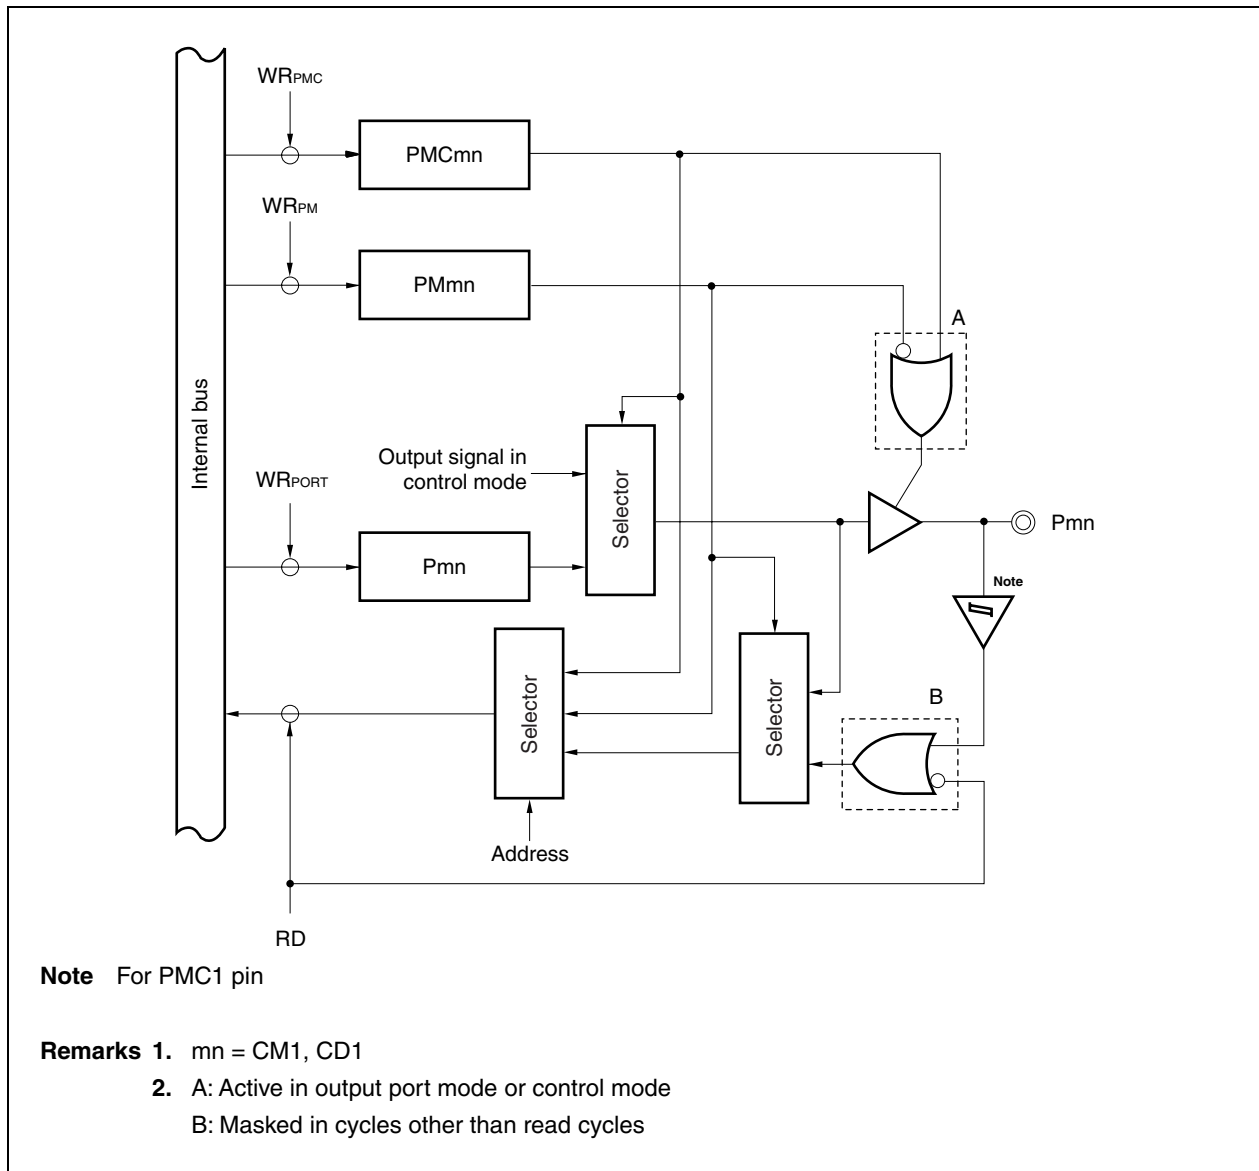 WRPMC
PMCmn
WRPM
PMmn
A
Internal bus
Output signal in
control mode
Selector
WRPORT
Pmn
Pmn
Note
Selector
Selector
B
Address
RD
Note For PMC1 pin
Remarks 1. mn = CM1, CD1
2. A: Active in output port mode or control mode
B: Masked in cycles other than read cycles